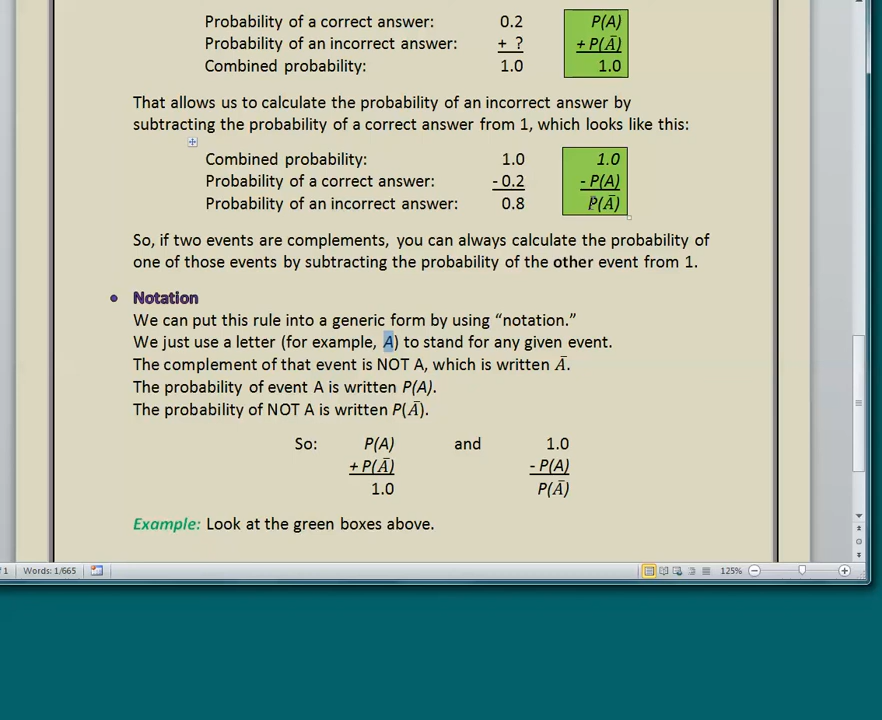 Probability of a correct answer: 0.2 P(A)
Probability of an incorrect answer: + ? + P(Ā)
Combined probability: 1.0 1.0
That allows us to calculate the probability of an incorrect answer by
subtracting the probability of a correct answer from 1, which looks like this:
Combined probability: 1.0 1.0
Probability of a correct answer: - 0.2 - P(A)
Probability of an incorrect answer: 0.8 P(Ā)
So, if two events are complements, you can always calculate the probability of
one of those events by subtracting the probability of the other event from 1.
• Notation
We can put this rule into a generic form by using “notation.”
We just use a letter (for example, A) to stand for any given event.
The complement of that event is NOT A, which is written Ā.
The probability of event A is written P(A).
The probability of NOT A is written P(Ā).
So: P(A) and 1.0
+ P(Ā) - P(A)
1.0 P(Ā)
Example: Look at the green boxes above.
1 Words: 1/665 125%